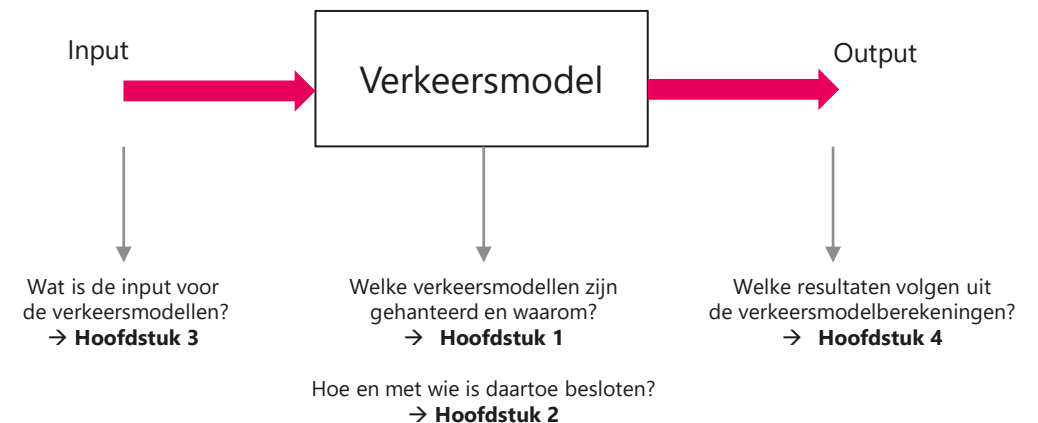 Input
Verkeersmodel
Output
Wat is de input voor
de verkeersmodellen?
→ Hoofdstuk 3
Welke verkeersmodellen zijn
gehanteerd en waarom?
→ Hoofdstuk 1
Hoe en met wie is daartoe besloten?
→ Hoofdstuk 2
Welke resultaten volgen uit
de verkeersmodelberekeningen?
→ Hoofdstuk 4